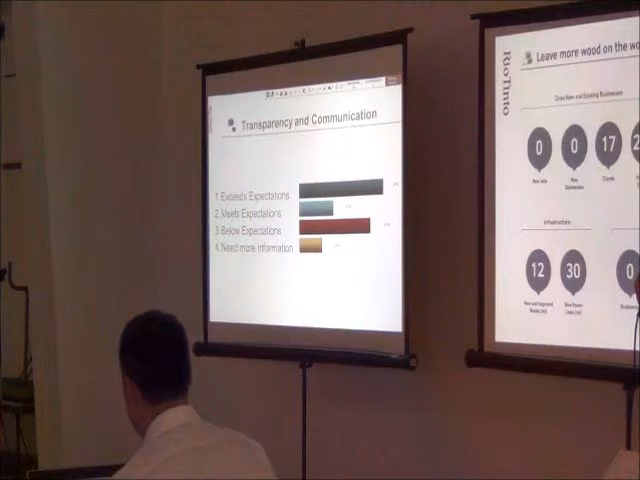 Transparency and Communication
1. Exceeds Expectations
2. Meets Expectations
3. Below Expectations
4. Need more Information
RioTinto
Leave more wood on the wo
Grow New and Existing Businesses
0
0
17
2
New Jobs
New Businesses
Clients
Infrastructure
12
30
0